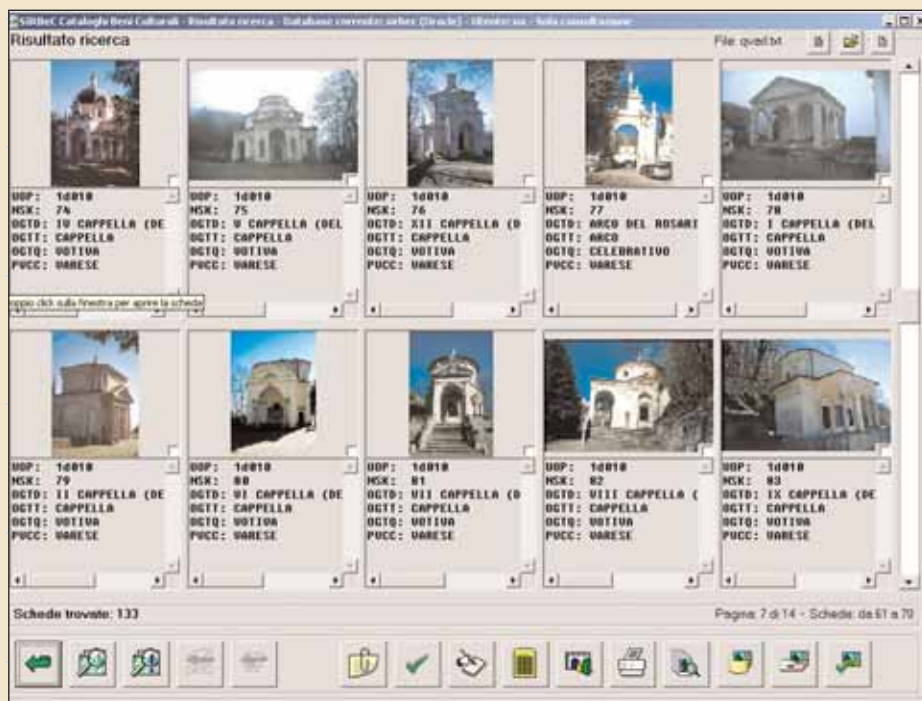 SIRBeC Cataloghi Beni Culturali - Risultato ricerca - Database corrente: sirbec (Oracle) - Utente: ua - Sola consultazione
Risultato ricerca
File: qveil.txt
UOP: 1d010
NSK: 74
OGTD: IV CAPPELLA (DE
OGTT: CAPPELLA
OGTQ: VOTIVA
PVCC: VARESE
UOP: 1d010
NSK: 75
OGTD: V CAPPELLA (DEL
OGTT: CAPPELLA
OGTQ: VOTIVA
PVCC: VARESE
UOP: 1d010
NSK: 76
OGTD: XII CAPPELLA (D
OGTT: CAPPELLA
OGTQ: VOTIVA
PVCC: VARESE
UOP: 1d010
NSK: 77
OGTD: ARCO DEL ROSARI
OGTT: ARCO
OGTQ: CELEBRATIVO
PVCC: VARESE
UOP: 1d010
NSK: 78
OGTD: I CAPPELLA (DEL
OGTT: CAPPELLA
OGTQ: VOTIVA
PVCC: VARESE
oppio click sulla finestra per aprire la scheda
UOP: 1d010
NSK: 79
OGTD: II CAPPELLA (DE
OGTT: CAPPELLA
OGTQ: VOTIVA
PVCC: VARESE
UOP: 1d010
NSK: 80
OGTD: VI CAPPELLA (DE
OGTT: CAPPELLA
OGTQ: VOTIVA
PVCC: VARESE
UOP: 1d010
NSK: 81
OGTD: VII CAPPELLA (D
OGTT: CAPPELLA
OGTQ: VOTIVA
PVCC: VARESE
UOP: 1d010
NSK: 82
OGTD: VIII CAPPELLA (
OGTT: CAPPELLA
OGTQ: VOTIVA
PVCC: VARESE
UOP: 1d010
NSK: 83
OGTD: IX CAPPELLA (DE
OGTT: CAPPELLA
OGTQ: VOTIVA
PVCC: VARESE
Schede trovate: 133
Pagina: 7 di 14 - Schede: da 61 a 70